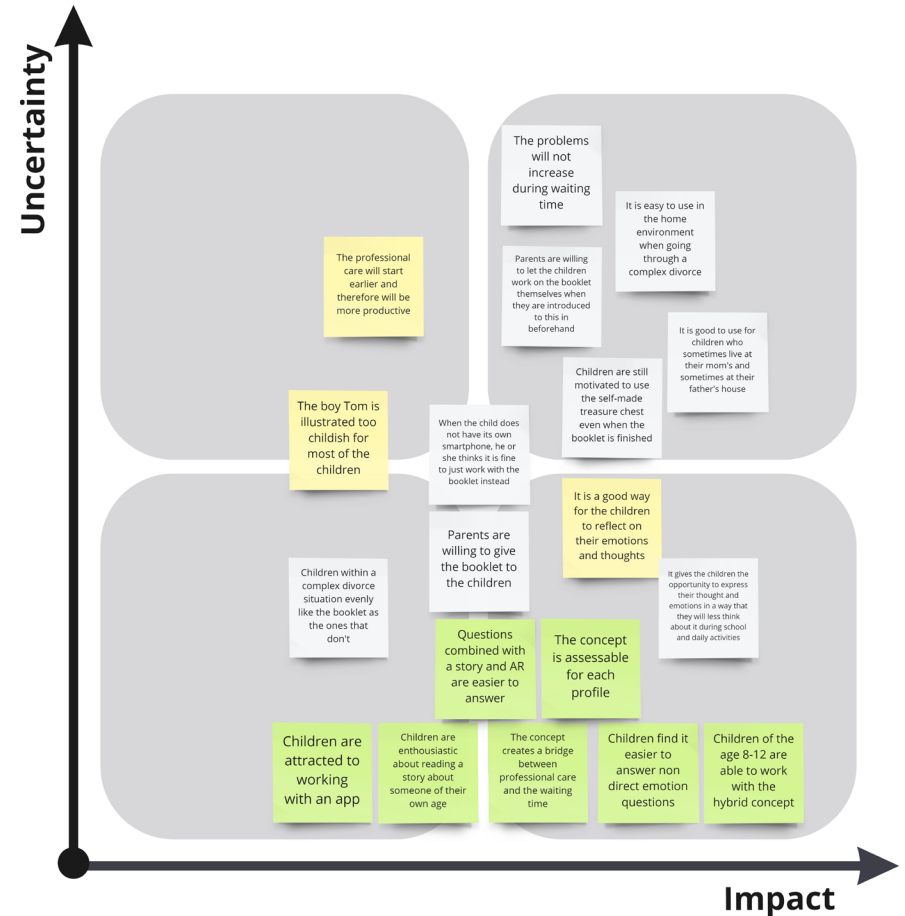 Uncertainty
The problems
will not
increase
during waiting
time
It is easy to use in
the home
environment
when going
through a
complex divorce
The professional
care will start
earlier and
therefore will be
more productive
Parents are willing
to let the children
work on the booklet
themselves when
they are introduced
to this in
beforehand
It is good to use for
children who
sometimes live at
their mom's and
sometimes at their
father's house
Children are still
motivated to use
the self-made
treasure chest
even when the
booklet is finished
The boy Tom is
illustrated too
childish for
most of the
children
When the child does
not have its own
smartphone, he or
she thinks it is fine
to just work with the
booklet instead
It is a good way
for the children
to reflect on
their emotions
and thoughts
Parents are
willing to give
the booklet to
the children
Children within a
complex divorce
situation evenly
like the booklet as
the ones that
don't
It gives the children the
opportunity to express
their thought and
emotions in a way that
they will less think
about it during school
and daily activities
Questions
combined with
a story and AR
are easier to
answer
The concept
is assessable
for each
profile
Children are
attracted to
working
with an app
Children are
enthousiastic
about reading a
story about
someone of their
own age
The concept
creates a bridge
between
professional care
and the waiting
time
Children find it
easier to
answer non
direct emotion
questions
Children of the
age 8-12 are
able to work
with the
hybrid concept
Impact